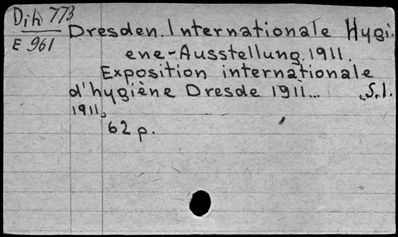 Dih 773
E 961
Dresden. Internationale Hygi-
ene-Ausstellung. 1911.
Exposition internationale
d'hygiène Dresde 1911... S.l.
1911.
62 p.